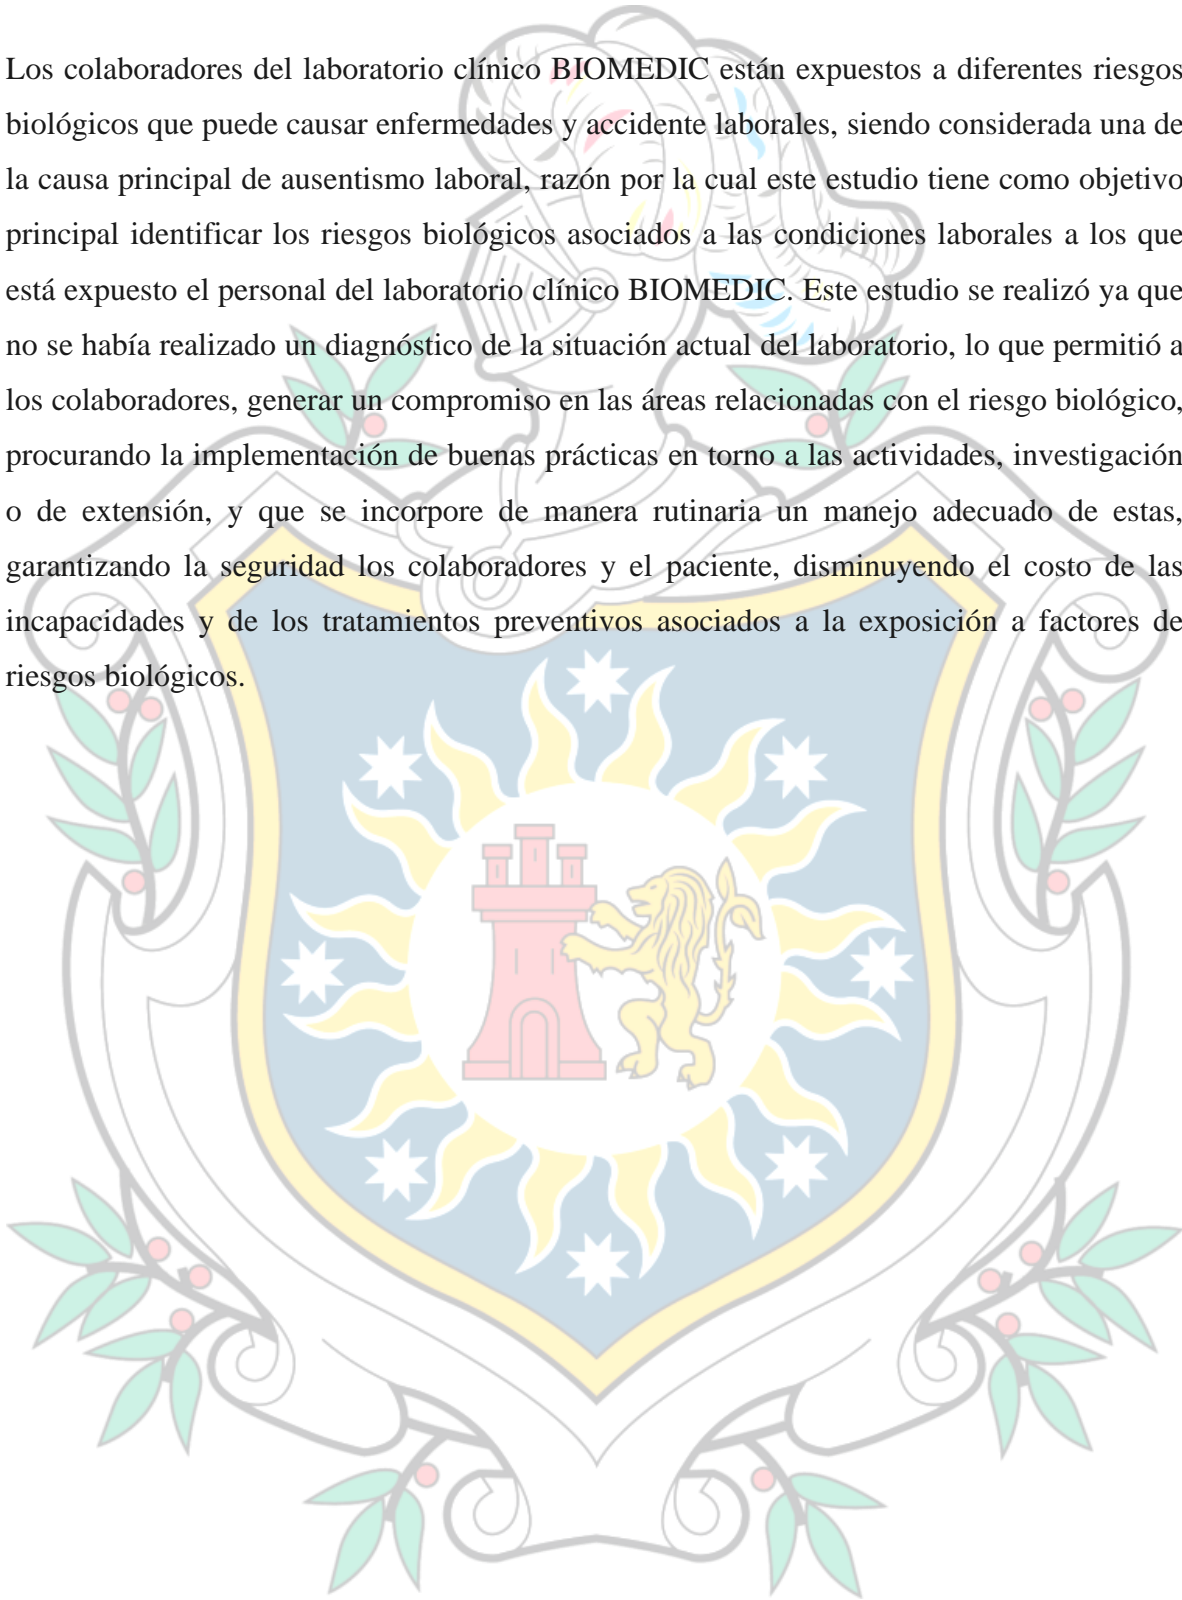 Los colaboradores del laboratorio clínico BIOMEDIC están expuestos a diferentes riesgos
biológicos que puede causar enfermedades y accidente laborales, siendo considerada una de
la causa principal de ausentismo laboral, razón por la cual este estudio tiene como objetivo
principal identificar los riesgos biológicos asociados a las condiciones laborales a los que
está expuesto el personal del laboratorio clínico BIOMEDIC. Este estudio se realizó ya que
no se había realizado un diagnóstico de la situación actual del laboratorio, lo que permitió a
los colaboradores, generar un compromiso en las áreas relacionadas con el riesgo biológico,
procurando la implementación de buenas prácticas en torno a las actividades, investigación
o de extensión, y que se incorpore de manera rutinaria un manejo adecuado de estas,
garantizando la seguridad los colaboradores y el paciente, disminuyendo el costo de las
incapacidades y de los tratamientos preventivos asociados a la exposición a factores de
riesgos biológicos.